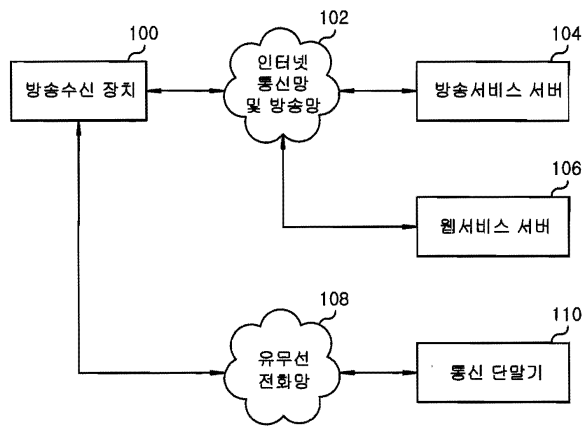 100
방송수신 장치
102
인터넷
통신망
및 방송망
104
방송서비스 서버
106
웹서비스 서버
108
유무선
전화망
110
통신 단말기